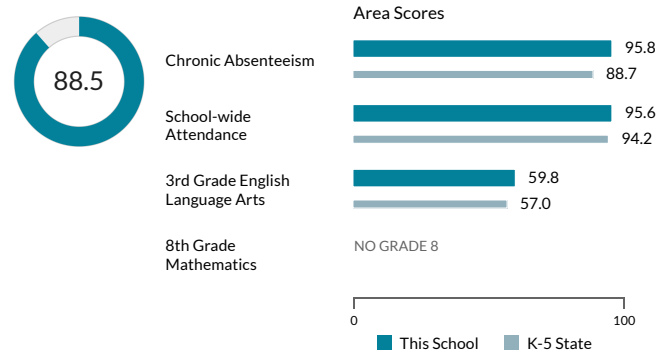 Area Scores
88.5
Chronic Absenteeism
95.8
88.7
School-wide
Attendance
95.6
94.2
3rd Grade English
Language Arts
59.8
57.0
8th Grade
Mathematics
NO GRADE 8
0
100
This School
K-5 State